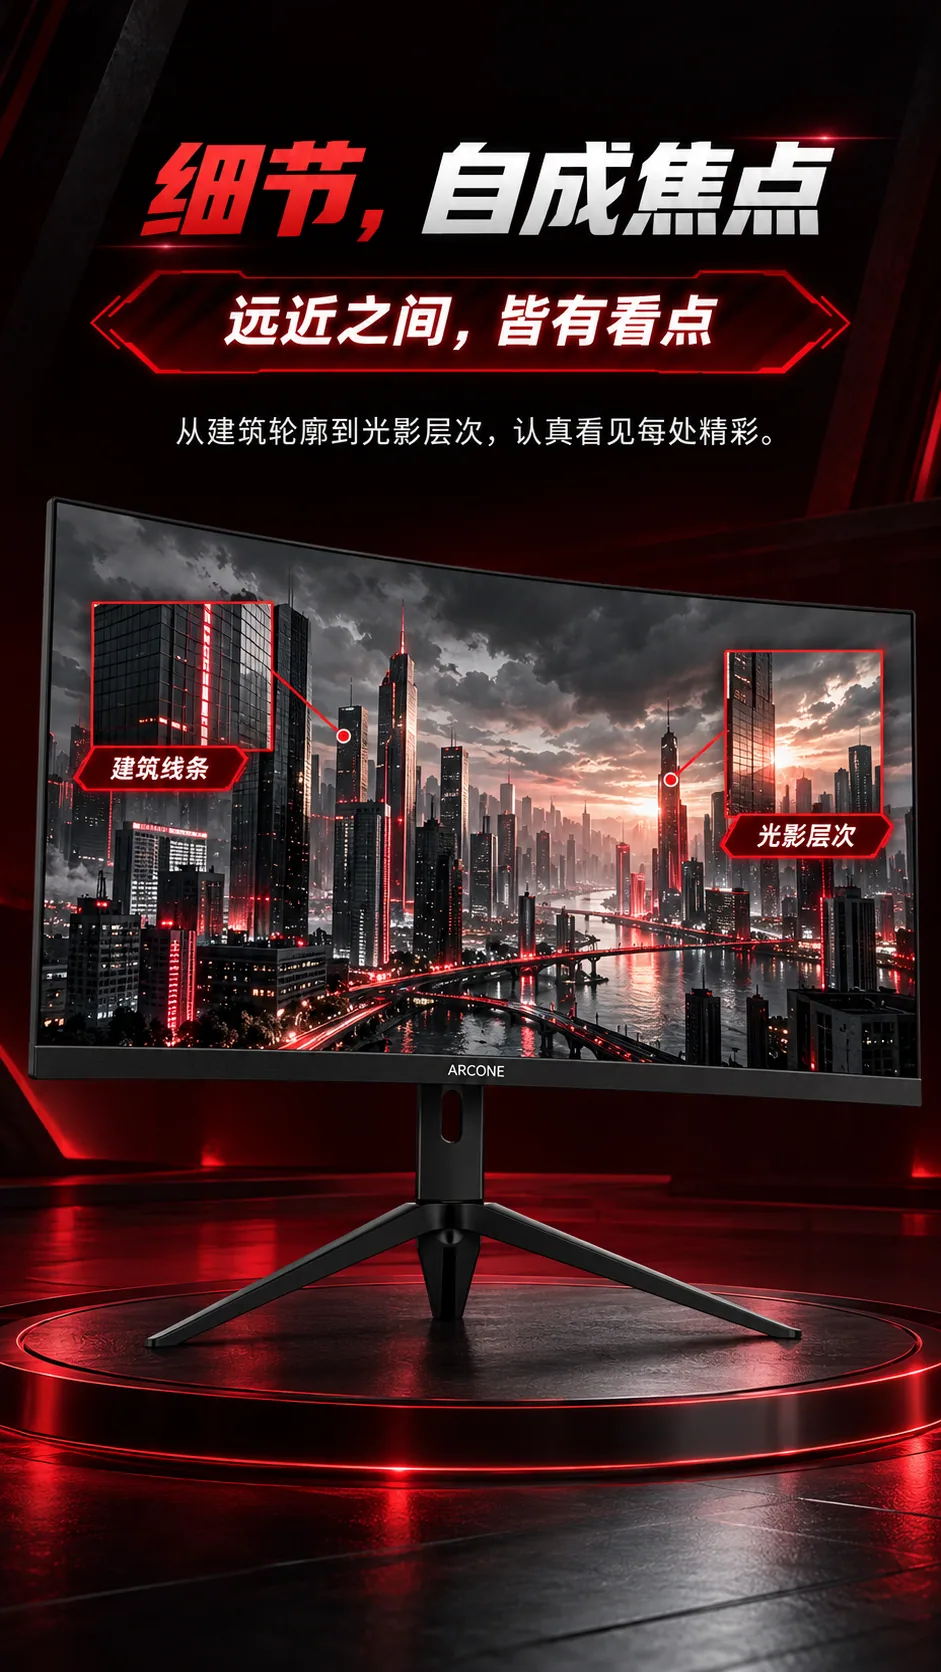 细节，自成焦点
远近之间，皆有看点
从建筑轮廓到光影层次，认真看见每处精彩。
建筑线条
光影层次
ARCONE